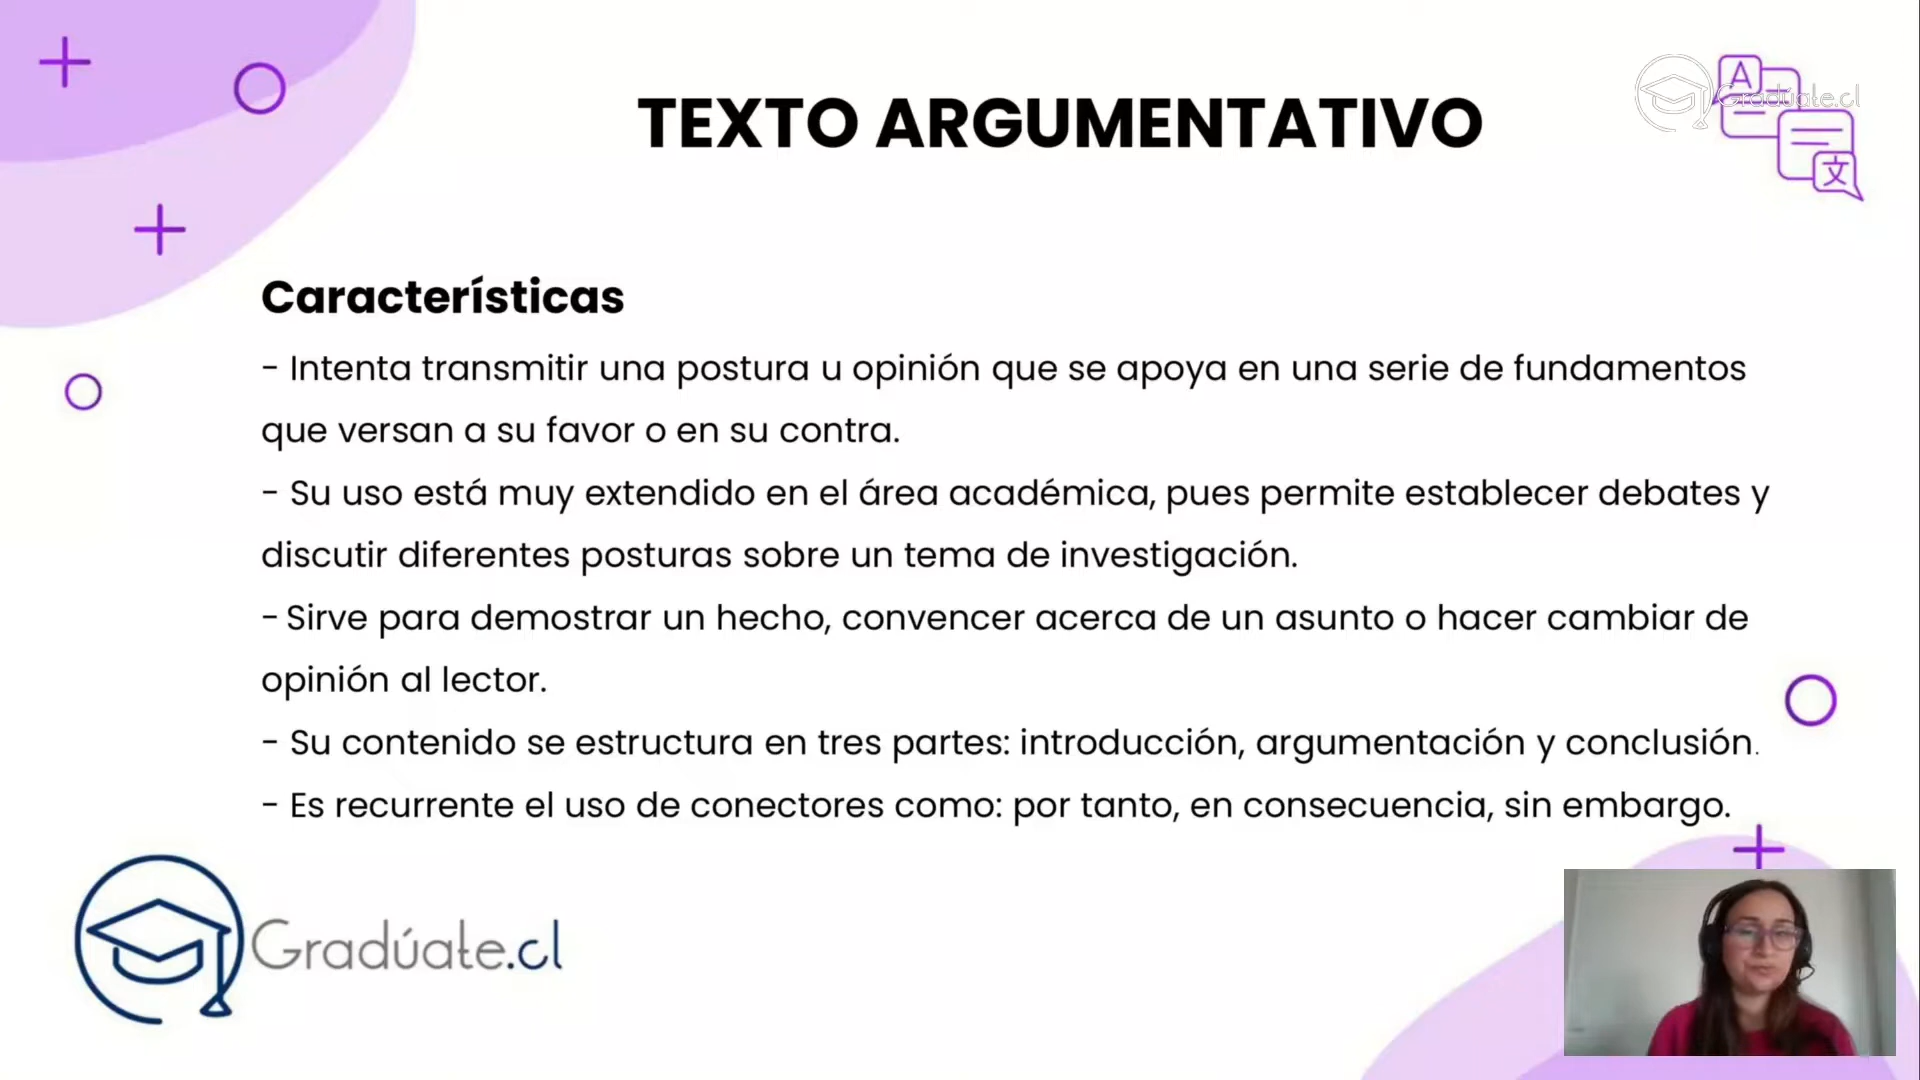 TEXTO ARGUMENTATIVO
A
Gradúate.cl
文
Características
- Intenta transmitir una postura u opinión que se apoya en una serie de fundamentos
que versan a su favor o en su contra.
- Su uso está muy extendido en el área académica, pues permite establecer debates y
discutir diferentes posturas sobre un tema de investigación.
- Sirve para demostrar un hecho, convencer acerca de un asunto o hacer cambiar de
opinión al lector.
- Su contenido se estructura en tres partes: introducción, argumentación y conclusión.
- Es recurrente el uso de conectores como: por tanto, en consecuencia, sin embargo.
Gradúate.cl